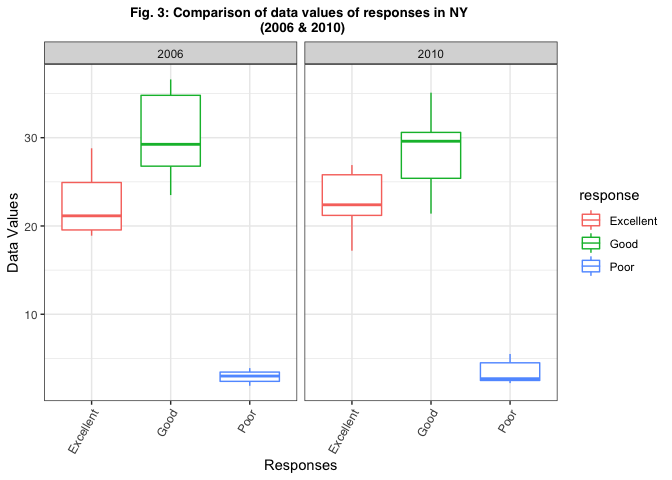 Fig. 3: Comparison of data values of responses in NY
(2006 & 2010)
2006
2010
Data Values
30
20
10
Excellent
Good
Poor
Excellent
Good
Poor
Responses
response
Excellent
Good
Poor